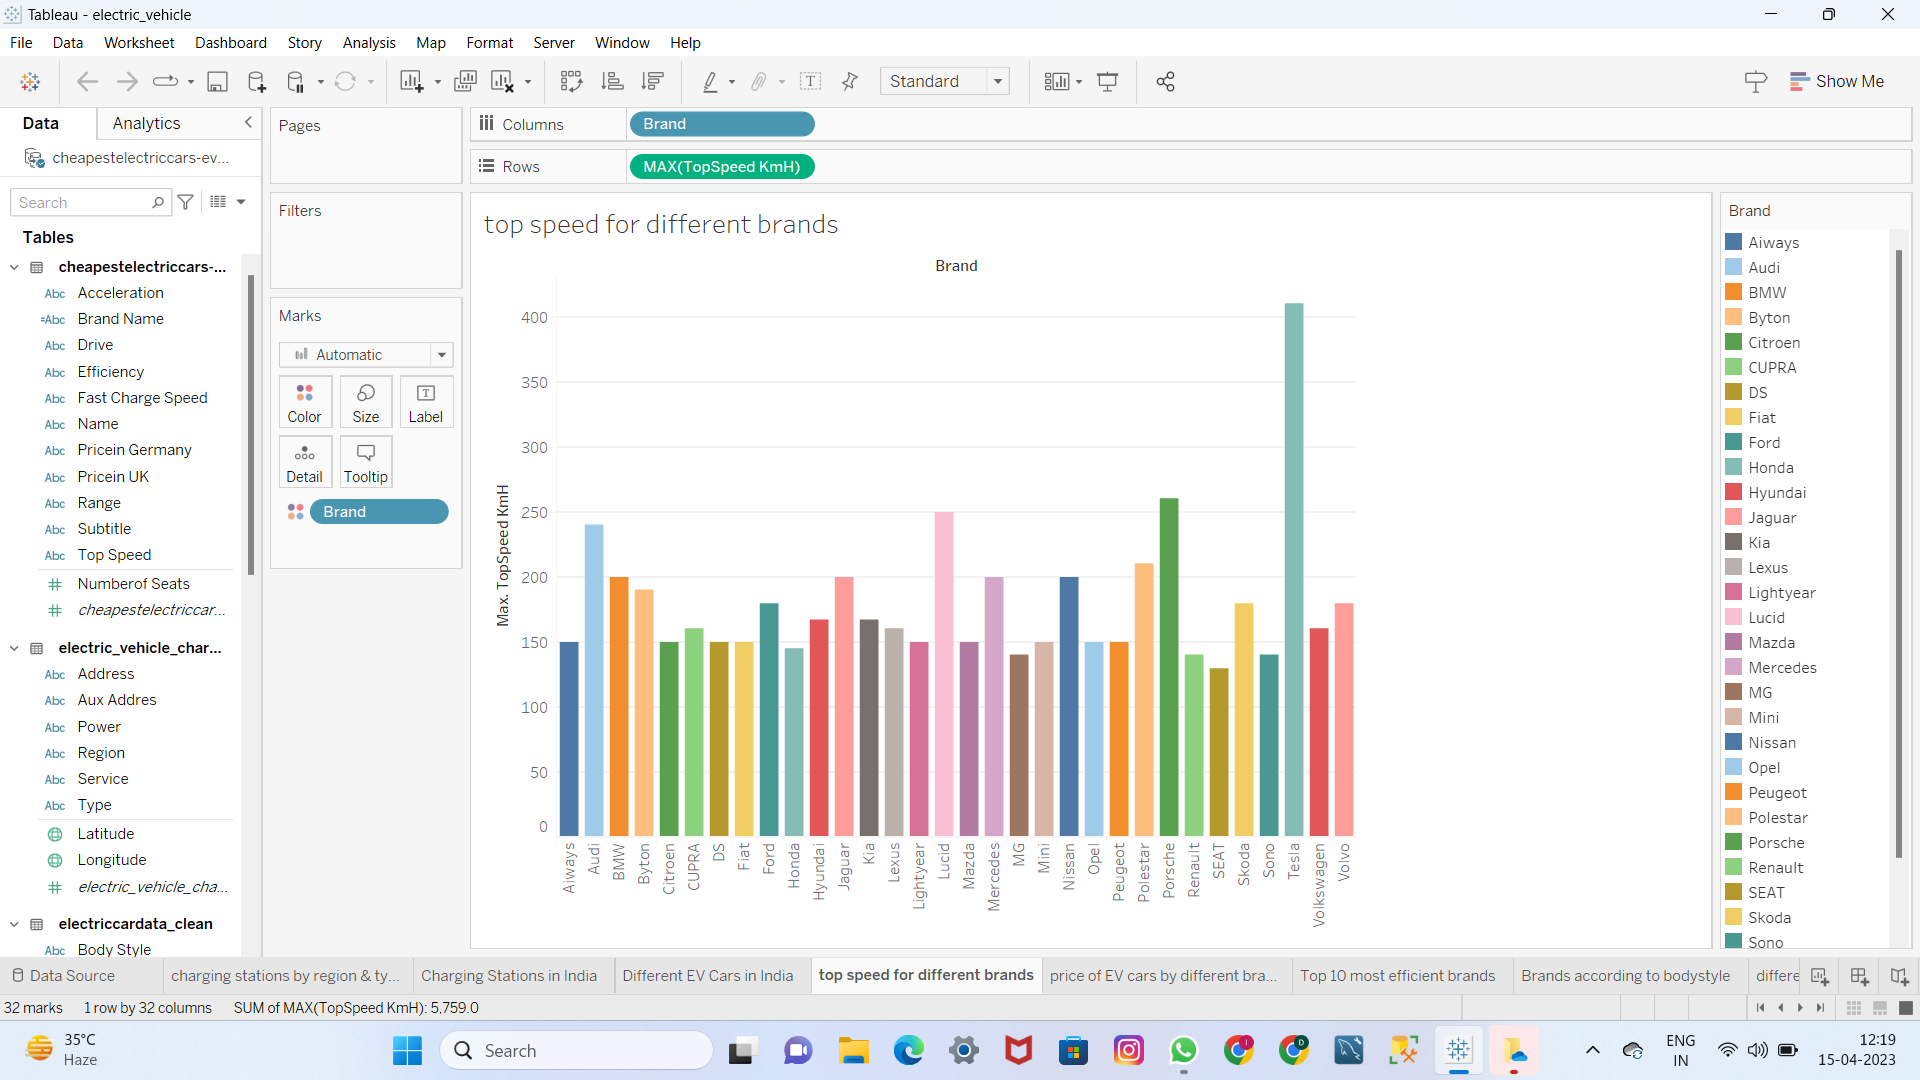 Tableau - electric_vehicle
File Data Worksheet Dashboard Story Analysis Map Format Server Window Help
Standard
Show Me
Data Analytics
cheapestelectriccars-ev...
Search
Tables
cheapestelectriccars-...
Abc Acceleration
=Abc Brand Name
Abc Drive
Abc Efficiency
Abc Fast Charge Speed
Abc Name
Abc Pricein Germany
Abc Pricein UK
Abc Range
Abc Subtitle
Abc Top Speed
Numberof Seats
cheapestelectriccar...
electric_vehicle_char...
Abc Address
Abc Aux Addres
Abc Power
Abc Region
Abc Service
Abc Type
Latitude
Longitude
electric_vehicle_cha...
electriccardata_clean
Abc Body Style
Pages
Filters
Marks
Automatic
Color Size Label
Detail Tooltip
Brand
Columns Brand
Rows MAX(TopSpeed KmH)
top speed for different brands
Brand
Max. TopSpeed KmH
400
350
300
250
200
150
100
50
0
Aiways
Audi
BMW
Byton
Citroen
CUPRA
DS
Fiat
Ford
Honda
Hyundai
Jaguar
Kia
Lexus
Lightyear
Lucid
Mazda
Mercedes
MG
Mini
Nissan
Opel
Peugeot
Polestar
Porsche
Renault
SEAT
Skoda
Sono
Tesla
Volkswagen
Volvo
Brand
Aiways
Audi
BMW
Byton
Citroen
CUPRA
DS
Fiat
Ford
Honda
Hyundai
Jaguar
Kia
Lexus
Lightyear
Lucid
Mazda
Mercedes
MG
Mini
Nissan
Opel
Peugeot
Polestar
Porsche
Renault
SEAT
Skoda
Sono
Data Source charging stations by region & ty... Charging Stations in India Different EV Cars in India top speed for different brands price of EV cars by different bra... Top 10 most efficient brands Brands according to bodystyle differe
32 marks 1 row by 32 columns SUM of MAX(TopSpeed KmH): 5,759.0
35°C
Haze
Search
ENG
IN
12:19
15-04-2023